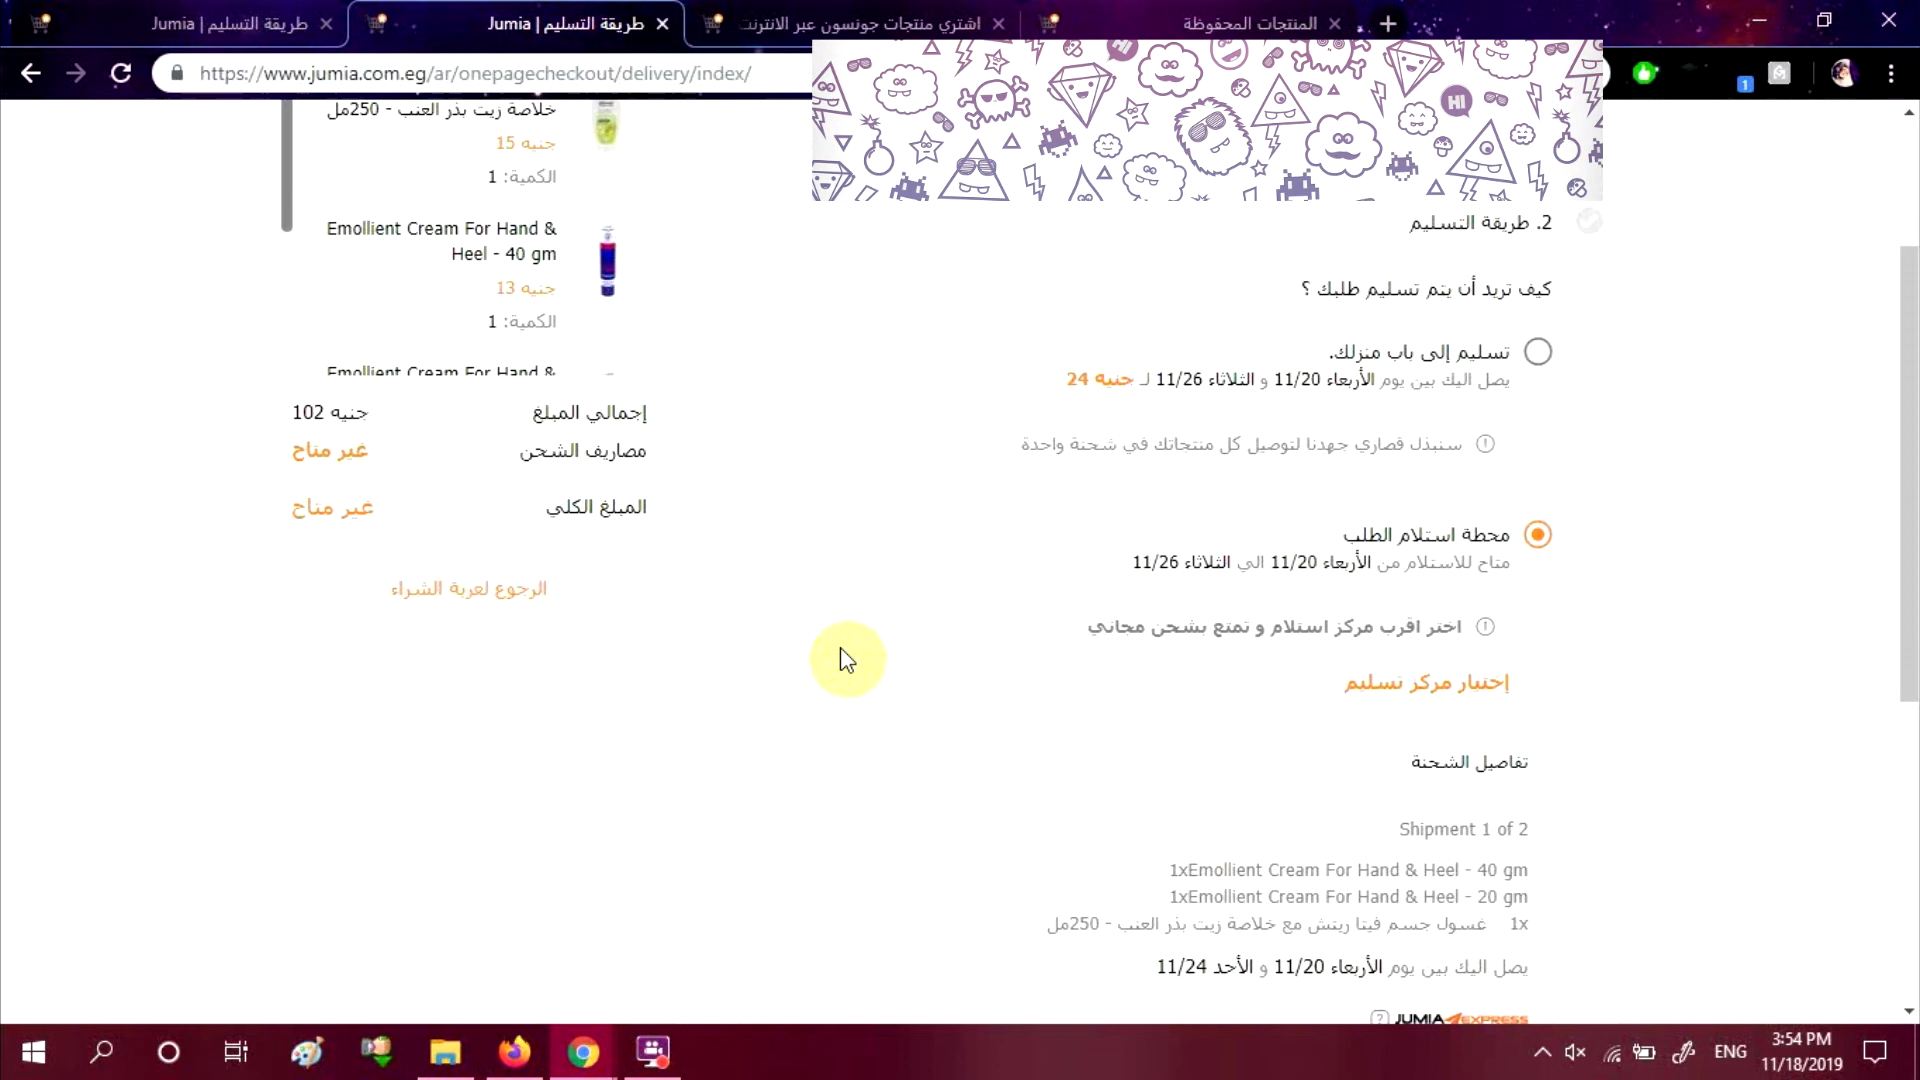 طريقة التسليم | Jumia
طريقة التسليم | Jumia
اشتري منتجات جونسون عبر الانترنت
المنتجات المحفوظة
https://www.jumia.com.eg/ar/onepagecheckout/delivery/index/
1
HI
HI
خلاصة زيت بذر العنب - 250مل
جنيه 15
الكمية: 1
Emollient Cream For Hand &
Heel - 40 gm
جنيه 13
الكمية: 1
Emollient Cream For Hand &
إجمالي المبلغ جنيه 102
مصاريف الشحن غير متاح
المبلغ الكلي غير متاح
الرجوع لعربة الشراء
2. طريقة التسليم
كيف تريد أن يتم تسليم طلبك ؟
تسليم إلى باب منزلك.
يصل اليك بين يوم الأربعاء 11/20 و الثلاثاء 11/26 لـ جنيه 24
سنبذل قصاري جهدنا لتوصيل كل منتجاتك في شحنة واحدة
محطة استلام الطلب
متاح للاستلام من الأربعاء 11/20 الي الثلاثاء 11/26
اختر اقرب مركز استلام و تمتع بشحن مجاني
إختيار مركز تسليم
تفاصيل الشحنة
Shipment 1 of 2
1xEmollient Cream For Hand & Heel - 40 gm
1xEmollient Cream For Hand & Heel - 20 gm
1x غسول جسم فيتا ريتش مع خلاصة زيت بذر العنب - 250مل
يصل اليك بين يوم الأربعاء 11/20 و الأحد 11/24
? JUMIA EXPRESS
ENG
3:54 PM
11/18/2019